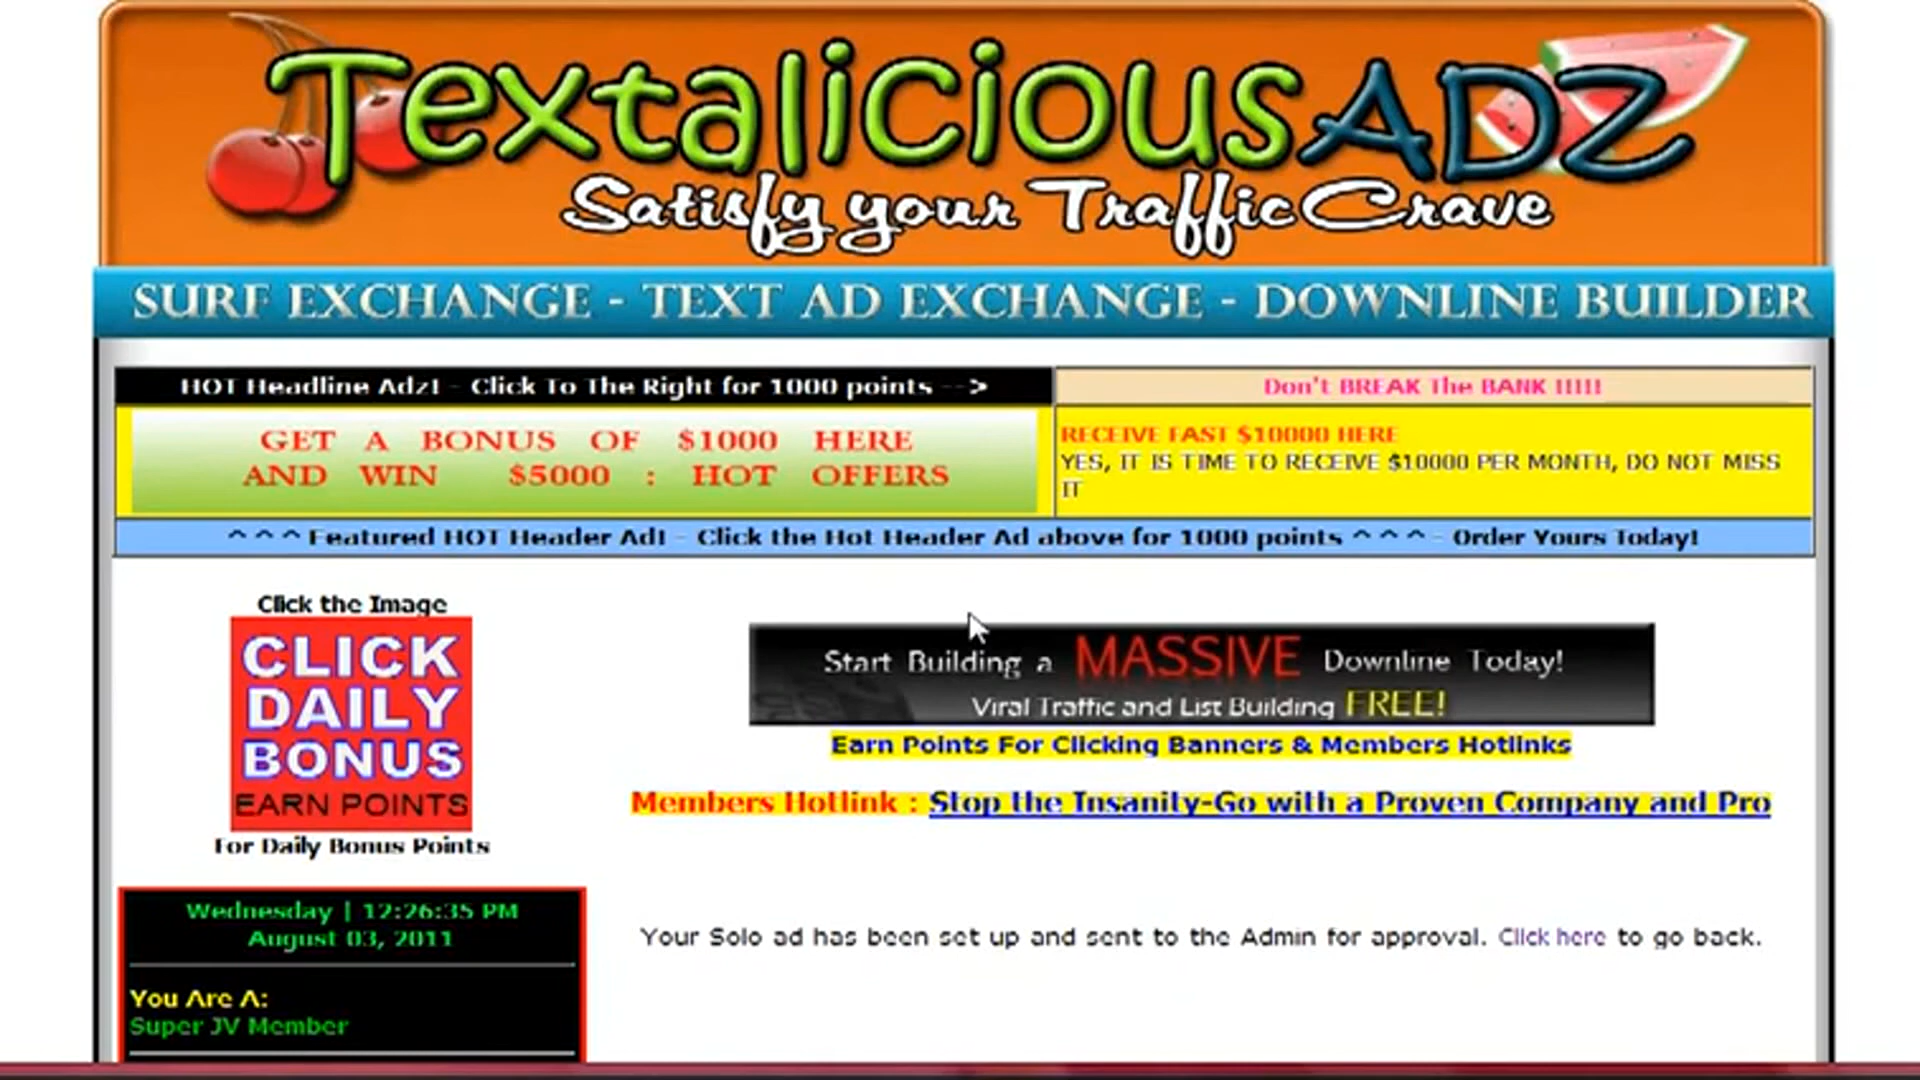 TextaliciousADZ
Satisfy your Traffic Crave
SURF EXCHANGE - TEXT AD EXCHANGE - DOWNLINE BUILDER
HOT Headline Adz! - Click To The Right for 1000 points -->
Don't BREAK The BANK !!!!!
GET A BONUS OF $1000 HERE
AND WIN $5000 : HOT OFFERS
RECEIVE FAST $10000 HERE
YES, IT IS TIME TO RECEIVE $10000 PER MONTH, DO NOT MISS
IT
^ ^ ^ Featured HOT Header Ad! - Click the Hot Header Ad above for 1000 points ^ ^ ^ - Order Yours Today!
Click the Image
CLICK
DAILY
BONUS
EARN POINTS
For Daily Bonus Points
Start Building a MASSIVE Downline Today!
Viral Traffic and List Building FREE!
Earn Points For Clicking Banners & Members Hotlinks
Members Hotlink : Stop the Insanity-Go with a Proven Company and Pro
Wednesday | 12:26:35 PM
August 03, 2011
You Are A:
Super JV Member
Your Solo ad has been set up and sent to the Admin for approval. Click here to go back.